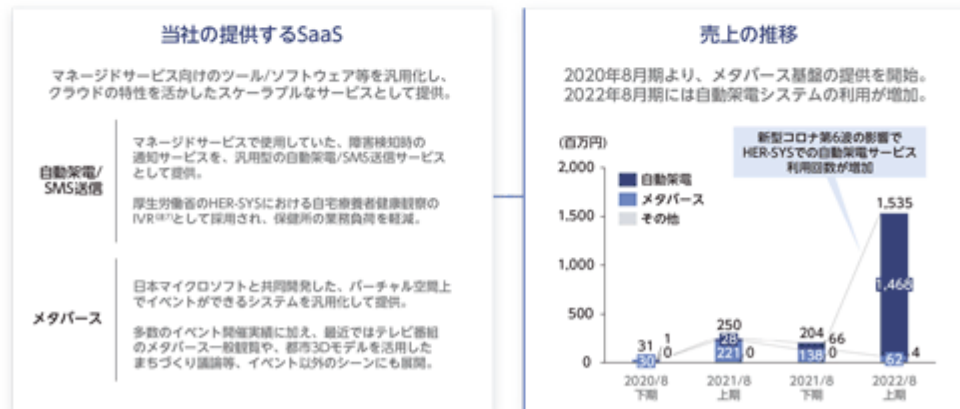 当社の提供するSaaS
マネージドサービス向けのツール/ソフトウェア等を汎用化し、
クラウドの特性を活かしたスケーラブルなサービスとして提供。
自動架電/
SMS送信
マネージドサービスで使用していた、障害検知時の
通知サービスを、汎用型の自動架電/SMS送信サービス
として提供。
厚生労働省のHER-SYSにおける自宅療養者健康観察の
IVRとして採用され、保健所の業務負荷を軽減。
メタバース
日本マイクロソフトと共同開発した、バーチャル空間上
でイベントができるシステムを汎用化して提供。
多数のイベント開催実績に加え、最近ではテレビ番組
のメタバース一般観覧や、都市3Dモデルを活用した
まちづくり議論等、イベント以外のシーンにも展開。
売上の推移
2020年8月期より、メタバース基盤の提供を開始。
2022年8月期には自動架電システムの利用が増加。
新型コロナ第6波の影響で
HER-SYSでの自動架電サービス
利用回数が増加
(百万円)
2,000
1,500
1,000
500
0
自動架電
メタバース
その他
31
1
30
0
250
28
221
0
204
66
138
0
1,535
1,468
62
4
2020/8
下期
2021/8
上期
2021/8
下期
2022/8
上期